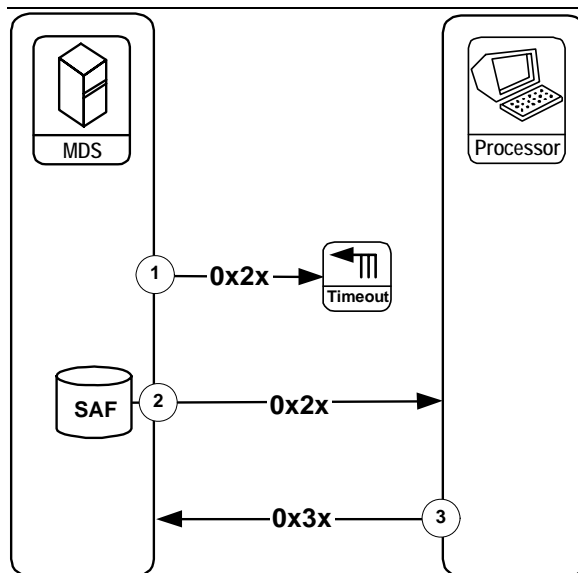 MDS
Processor
1
0x2x
Timeout
SAF
2
0x2x
0x3x
3